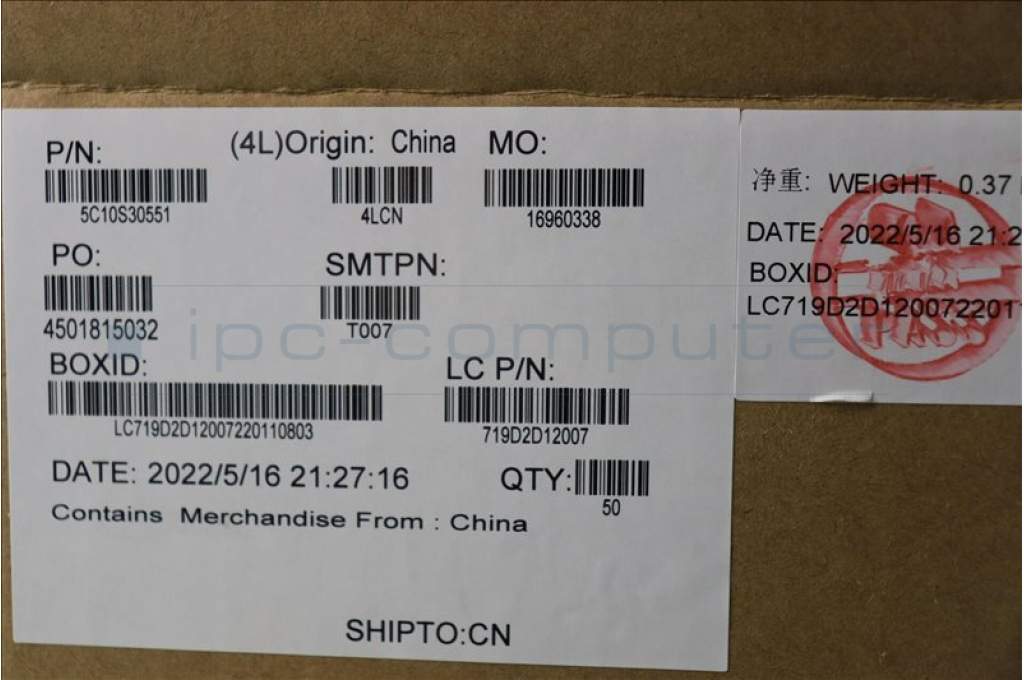 P/N: (4L)Origin: China MO:
5C10S30551 4LCN 16960338
PO: SMTPN:
4501815032 T007
BOXID: LC P/N:
LC719D2D12007220110803 719D2D12007
DATE: 2022/5/16 21:27:16 QTY:
50
Contains Merchandise From : China
SHIPTO:CN
净重: WEIGHT: 0.37
DATE: 2022/5/16 21:2
BOXID:
LC719D2D1200722011
ipc-compute